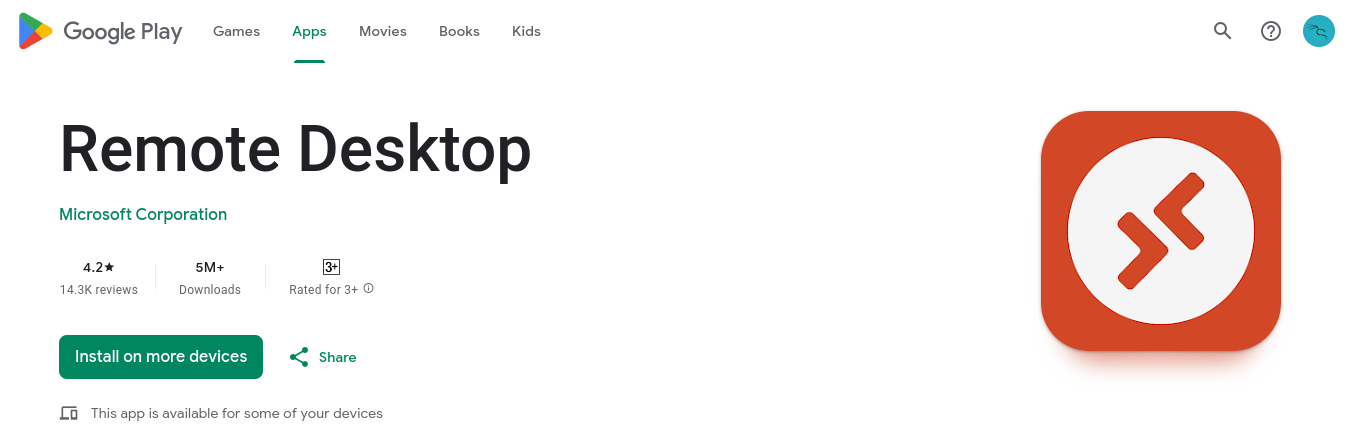 Google Play Games Apps Movies Books Kids
Remote Desktop
Microsoft Corporation
4.2★ 5M+ 3+
14.3K reviews Downloads Rated for 3+
Install on more devices Share
This app is available for some of your devices